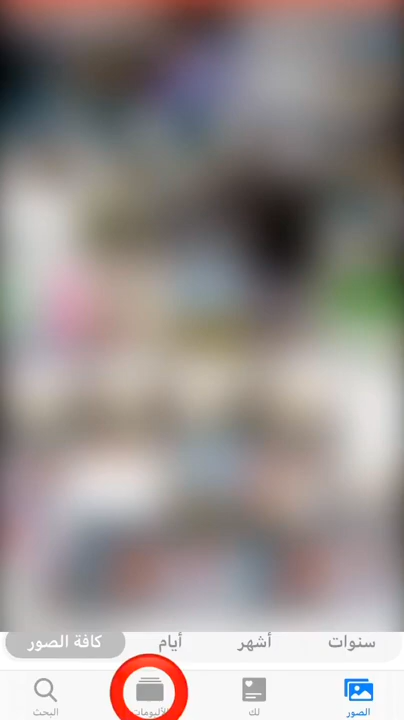 سنوات أشهر أيام كافة الصور
الصور لك الألبومات البحث